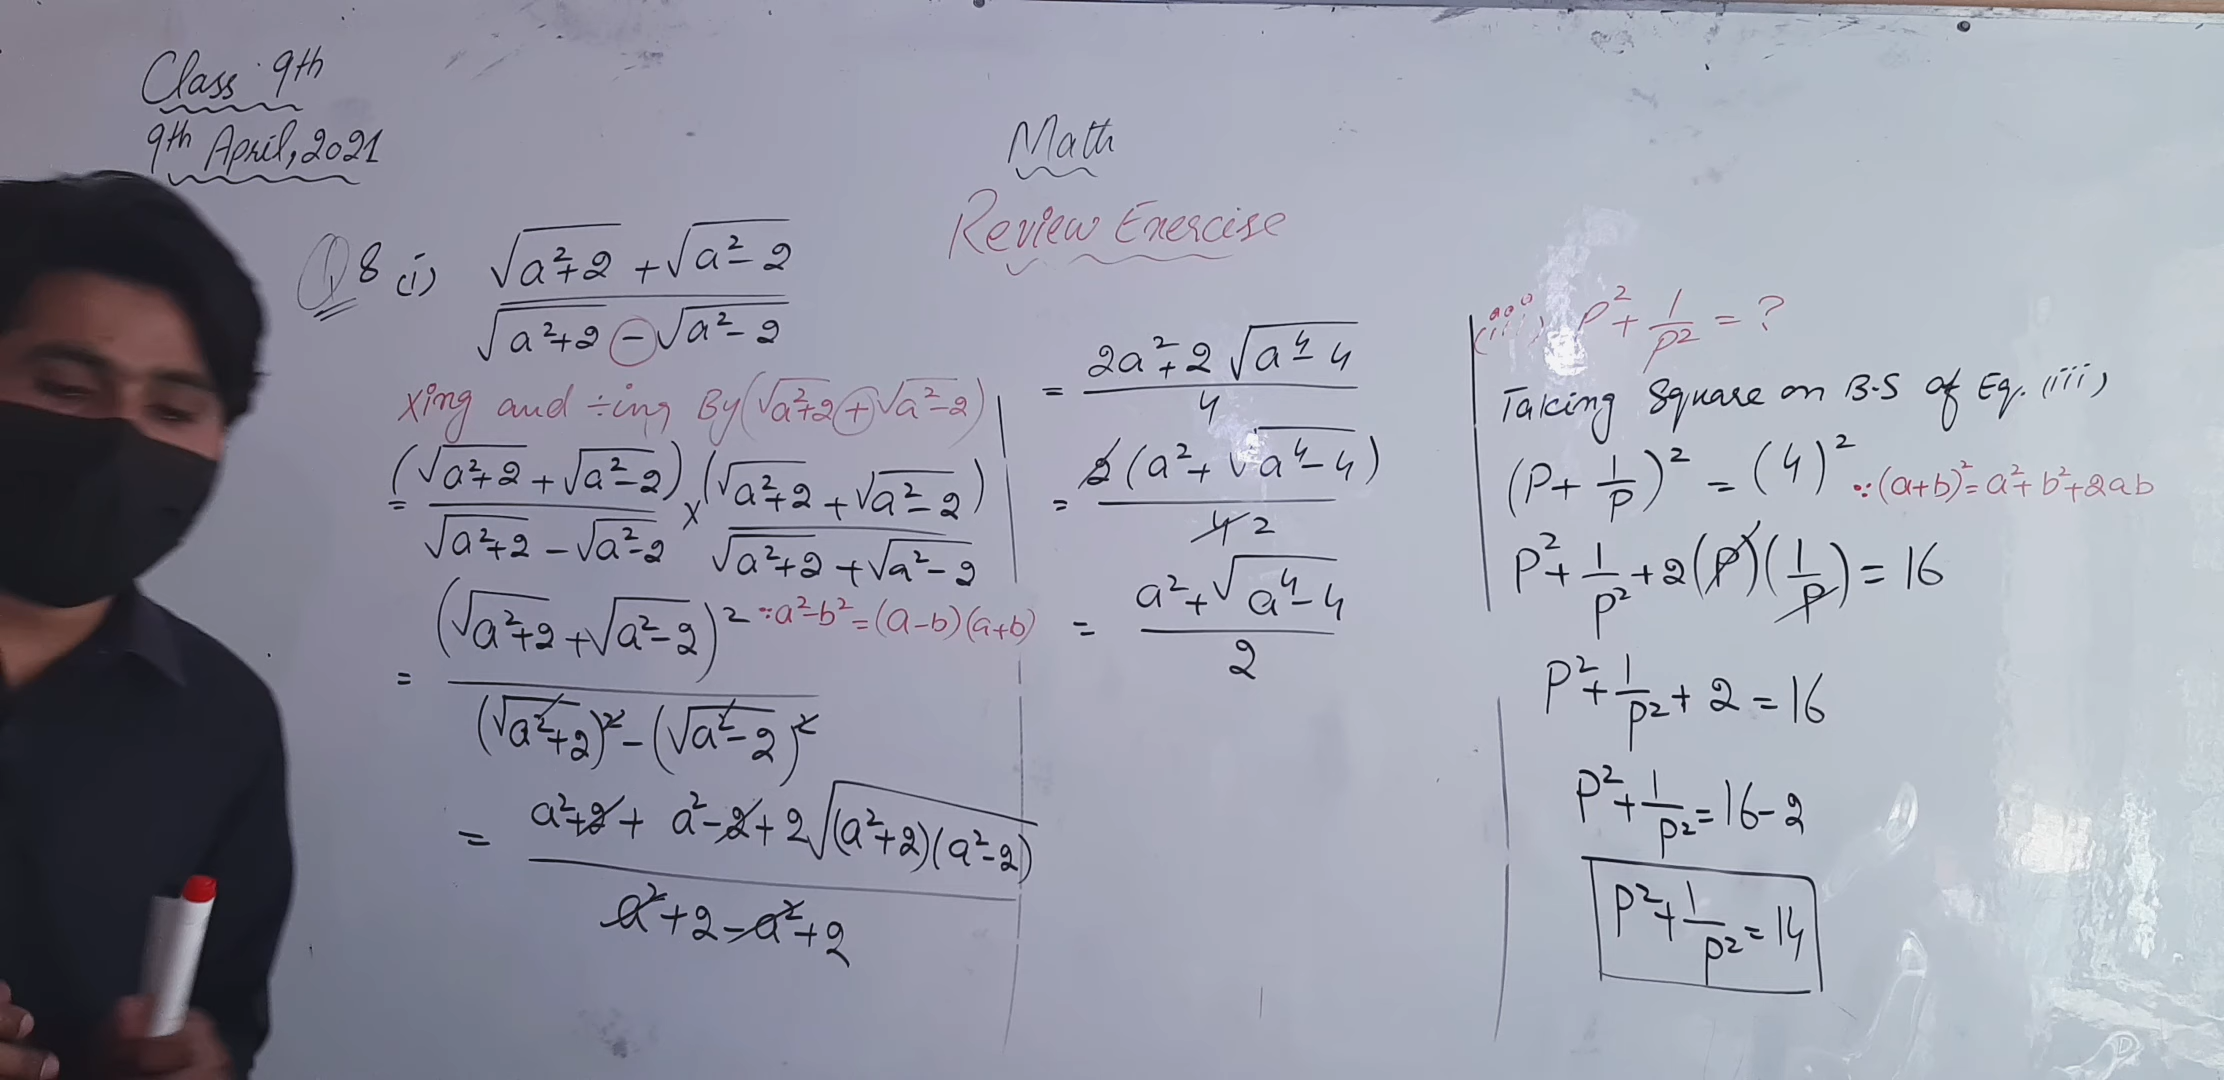 Class 9th
9th April, 2021
Math
Review Exercise
Q8 (i) √(a²+2) + √(a²-2) / √(a²+2) - √(a²-2)
xing and ÷ing By (√(a²+2) + √(a²-2))
= (√(a²+2) + √(a²-2)) / √(a²+2) - √(a²-2) x (√(a²+2) + √(a²-2)) / √(a²+2) + √(a²-2)
= (√(a²+2) + √(a²-2))² / (√(a²+2))² - (√(a²-2))² ∵ a²-b² = (a-b)(a+b)
= a²+2 + a²-2 + 2√((a²+2)(a²-2)) / a²+2-a²+2
= 2a²+2√(a⁴-4) / 4
= 2(a²+√(a⁴-4)) / 4 2
= a²+√(a⁴-4) / 2
(iii) P² + 1/P² = ?
Taking Square on B.S of Eq. (iii)
(P + 1/P)² = (4)² ∵ (a+b)² = a²+b²+2ab
P² + 1/P² + 2(P)(1/P) = 16
P² + 1/P² + 2 = 16
P² + 1/P² = 16-2
P² + 1/P² = 14